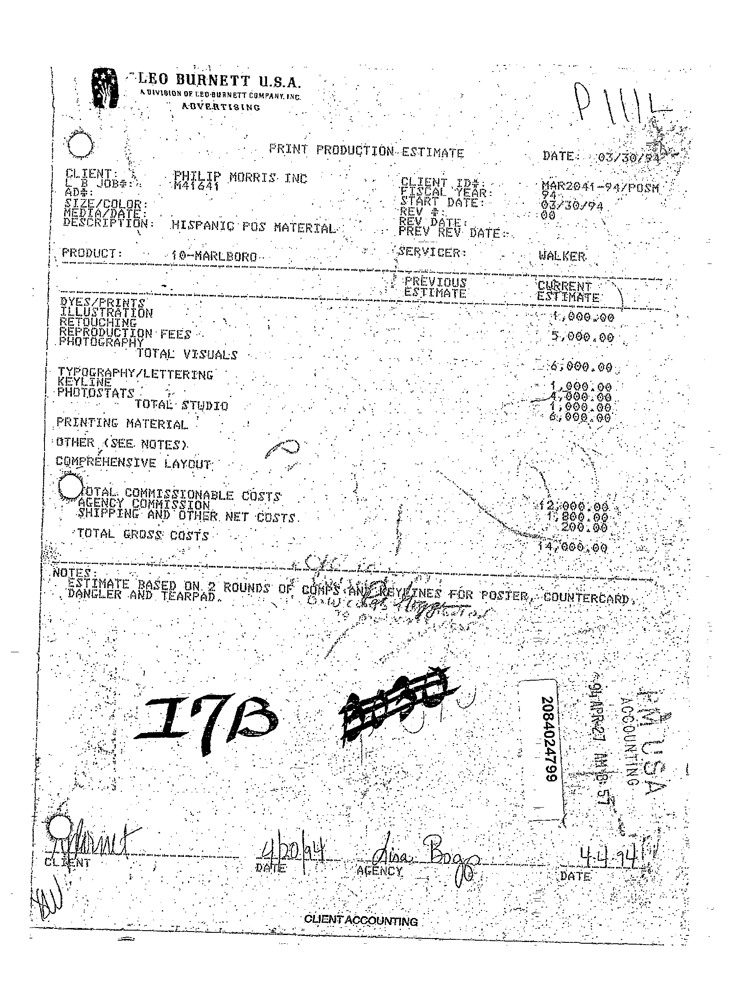 LEO BURNETT U.S.A.
A DIVISION OF LEO BURNETT COMPANY, INC.
ADVERTISING
P111L
PRINT PRODUCTION ESTIMATE
DATE: 03/30/94
CLIENT: PHILIP MORRIS INC CLIENT ID#: MAR2041-94/POSM
L B JOB#: M41641 FISCAL YEAR: 94
AD#: START DATE: 03/30/94
SIZE/COLOR: REV #: 00
MEDIA/DATE: REV DATE:
DESCRIPTION: HISPANIC POS MATERIAL PREV REV DATE:
PRODUCT: 10-MARLBORO SERVICER: WALKER
PREVIOUS ESTIMATE CURRENT ESTIMATE
DYES/PRINTS
ILLUSTRATION 1,000.00
RETOUCHING
REPRODUCTION FEES 5,000.00
PHOTOGRAPHY
TOTAL VISUALS 6,000.00
TYPOGRAPHY/LETTERING 1,000.00
KEYLINE 4,000.00
PHOTOSTATS 1,000.00
TOTAL STUDIO 6,000.00
PRINTING MATERIAL
OTHER (SEE NOTES)
COMPREHENSIVE LAYOUT
TOTAL COMMISSIONABLE COSTS 12,000.00
AGENCY COMMISSION 1,800.00
SHIPPING AND OTHER NET COSTS 200.00
TOTAL GROSS COSTS 14,000.00
NOTES:
ESTIMATE BASED ON 2 ROUNDS OF COMPS AND KEYLINES FOR POSTER, COUNTERCARD,
DANGLER AND TEARPAD.
I7B
2084024799
PM USA
ACCOUNTING
94 APR 27 AM 8:57
4/20/94 Lisa Bogg 4.4.94
CLIENT DATE AGENCY DATE
CLIENT ACCOUNTING